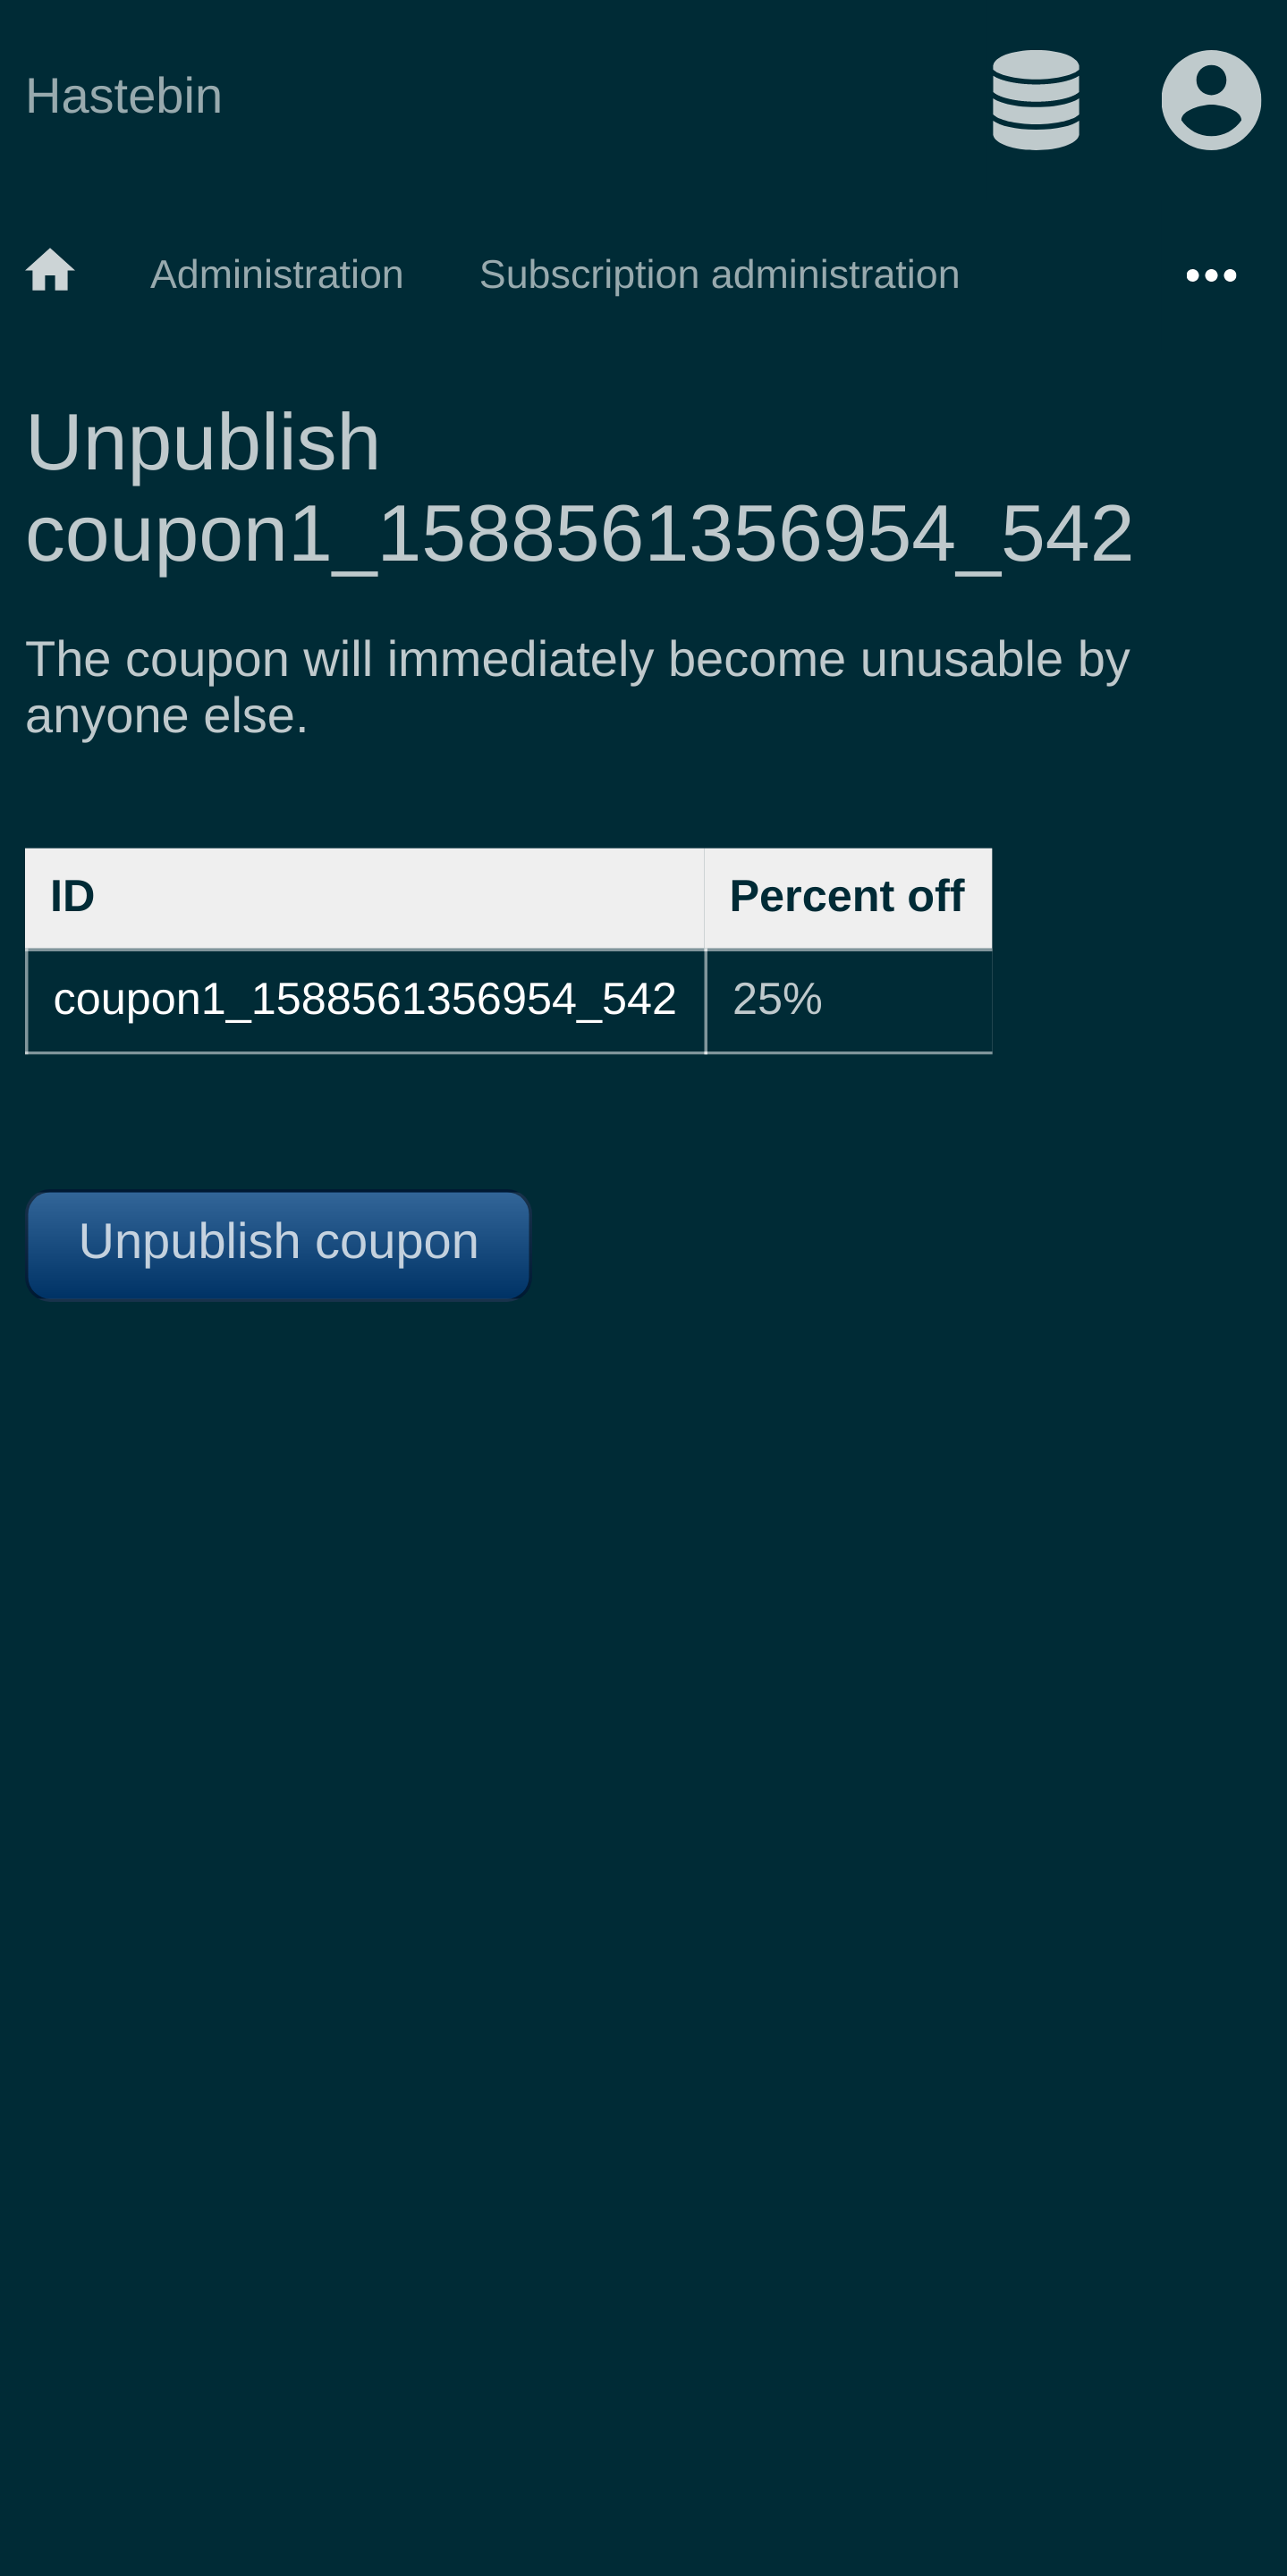 Hastebin
Administration Subscription administration
Unpublish
coupon1_1588561356954_542
The coupon will immediately become unusable by
anyone else.
ID Percent off
coupon1_1588561356954_542 25%
Unpublish coupon